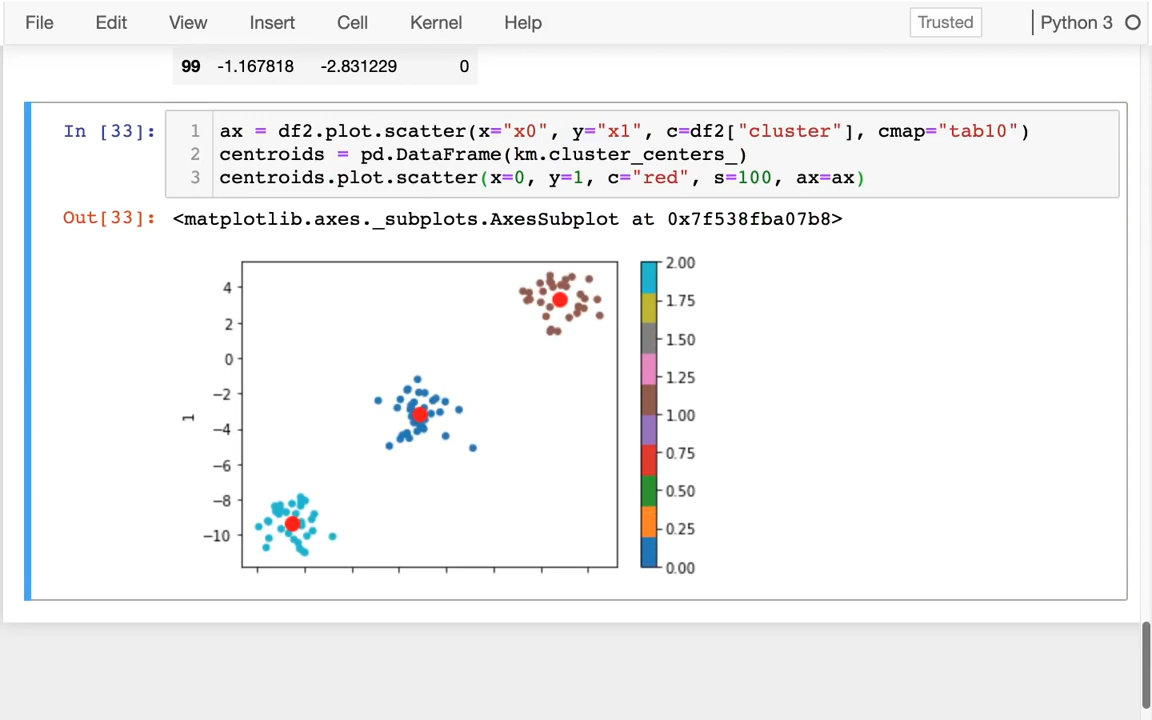 File Edit View Insert Cell Kernel Help Trusted Python 3
99 -1.167818 -2.831229 0
In [33]:
1 ax = df2.plot.scatter(x="x0", y="x1", c=df2["cluster"], cmap="tab10")
2 centroids = pd.DataFrame(km.cluster_centers_)
3 centroids.plot.scatter(x=0, y=1, c="red", s=100, ax=ax)
Out[33]: <matplotlib.axes._subplots.AxesSubplot at 0x7f538fba07b8>
4
2
0
−2
−4
−6
−8
−10
1
2.00
1.75
1.50
1.25
1.00
0.75
0.50
0.25
0.00